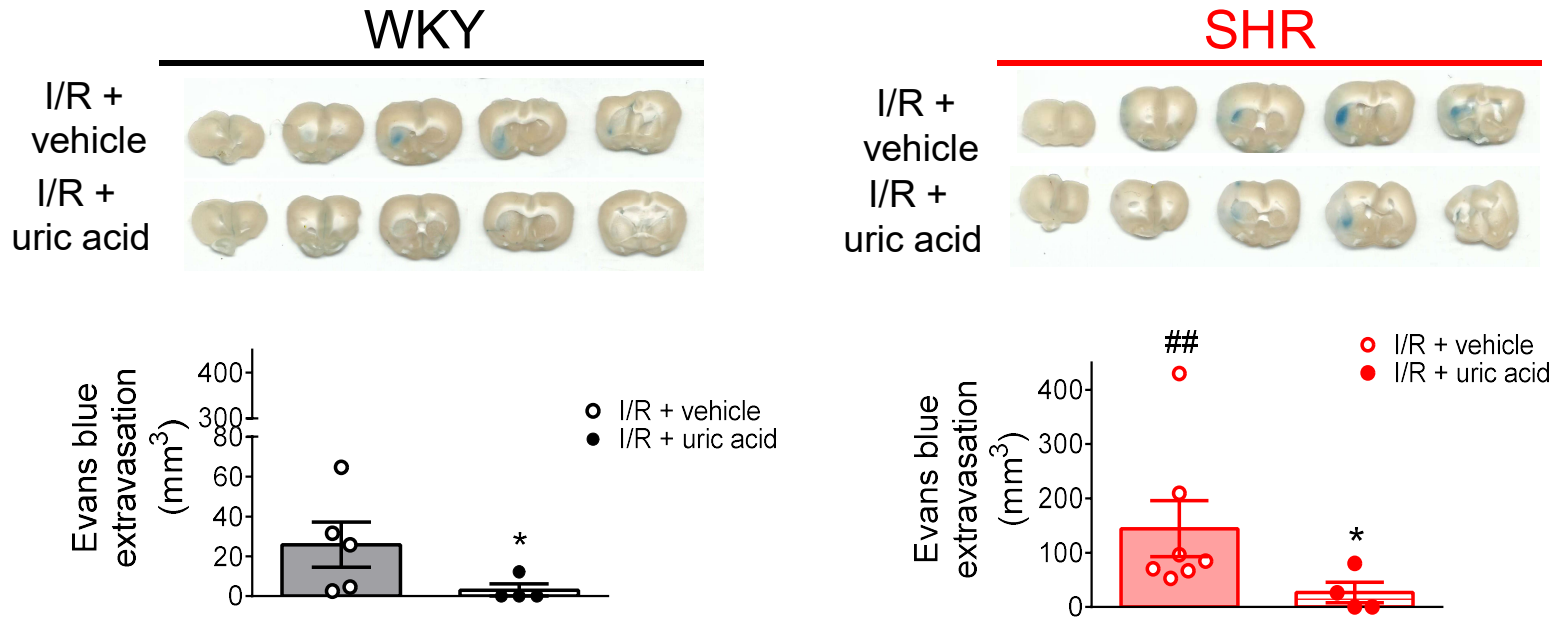 WKY
I/R +
vehicle
I/R +
uric acid
Evans blue
extravasation
(mm³)
400
300
80
60
40
20
0
*
I/R + vehicle
I/R + uric acid
SHR
I/R +
vehicle
I/R +
uric acid
Evans blue
extravasation
(mm³)
400
300
200
100
0
##
*
I/R + vehicle
I/R + uric acid